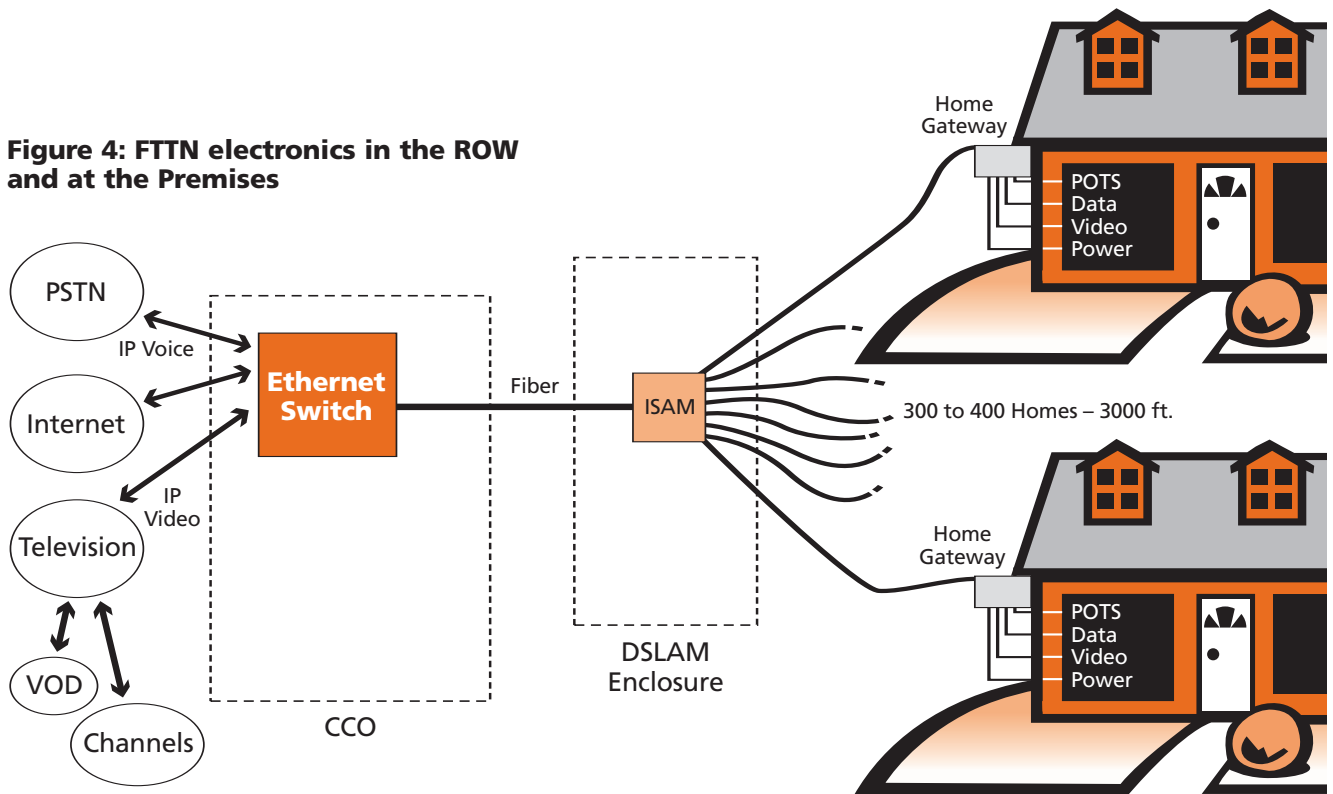 Figure 4: FTTN electronics in the ROW
and at the Premises
PSTN
IP Voice
Internet
IP
Video
Television
VOD
Channels
Ethernet
Switch
CCO
Fiber
ISAM
DSLAM
Enclosure
Home
Gateway
POTS
Data
Video
Power
300 to 400 Homes – 3000 ft.
Home
Gateway
POTS
Data
Video
Power